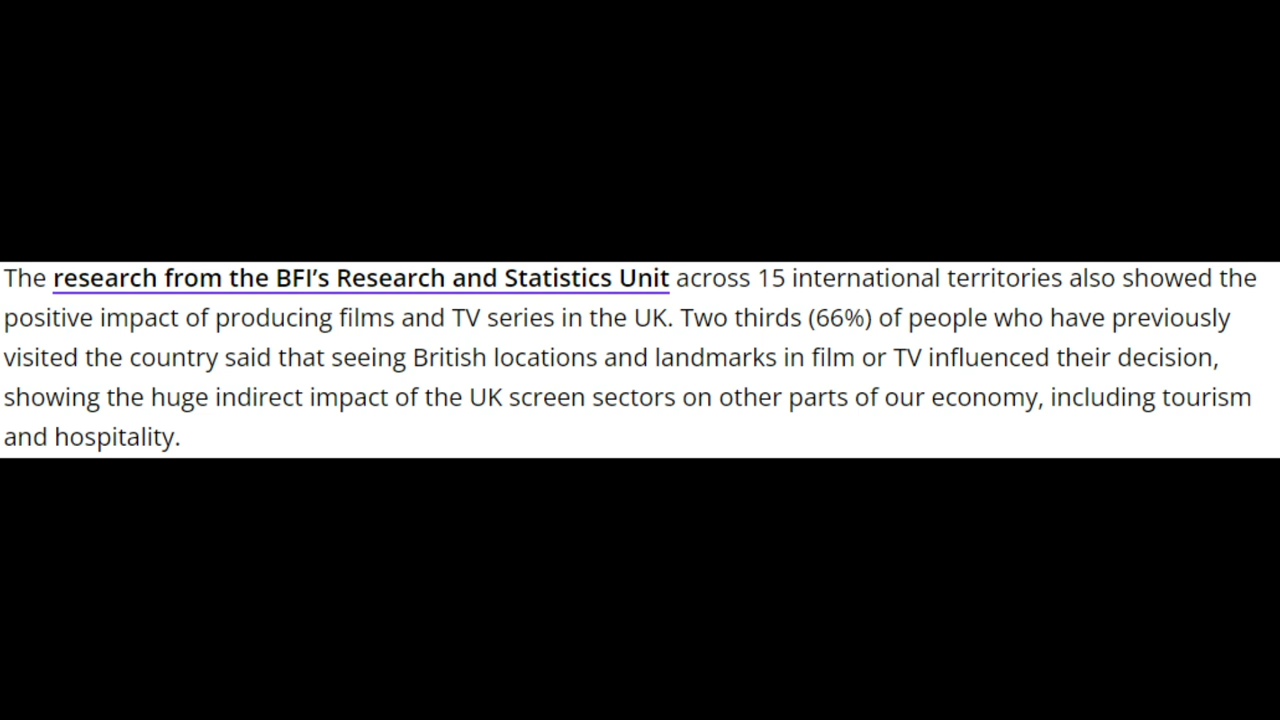 The research from the BFI’s Research and Statistics Unit across 15 international territories also showed the
positive impact of producing films and TV series in the UK. Two thirds (66%) of people who have previously
visited the country said that seeing British locations and landmarks in film or TV influenced their decision,
showing the huge indirect impact of the UK screen sectors on other parts of our economy, including tourism
and hospitality.